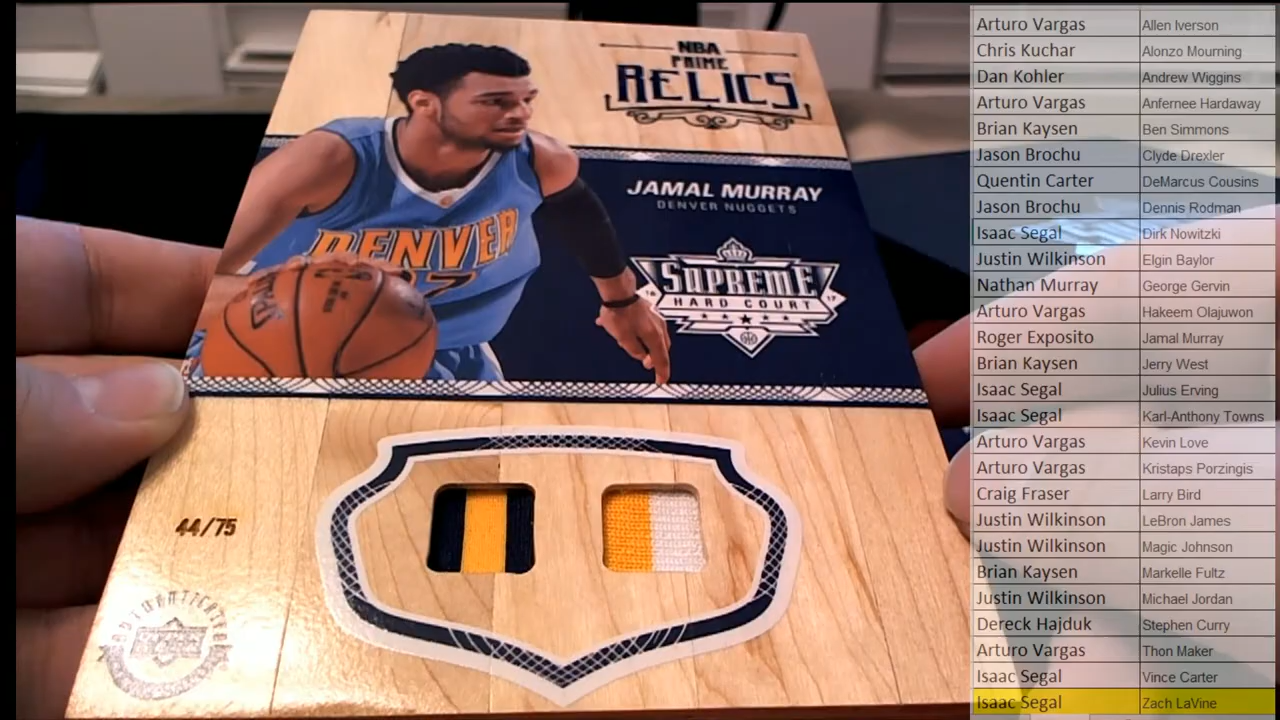 NBA
PRIME
RELICS
JAMAL MURRAY
DENVER NUGGETS
SUPREME
HARD COURT
16 17
DENVER
27
SPALDING
44/75
AUTHENTICATED
Arturo Vargas Allen Iverson
Chris Kuchar Alonzo Mourning
Dan Kohler Andrew Wiggins
Arturo Vargas Anfernee Hardaway
Brian Kaysen Ben Simmons
Jason Brochu Clyde Drexler
Quentin Carter DeMarcus Cousins
Jason Brochu Dennis Rodman
Isaac Segal Dirk Nowitzki
Justin Wilkinson Elgin Baylor
Nathan Murray George Gervin
Arturo Vargas Hakeem Olajuwon
Roger Exposito Jamal Murray
Brian Kaysen Jerry West
Isaac Segal Julius Erving
Isaac Segal Karl-Anthony Towns
Arturo Vargas Kevin Love
Arturo Vargas Kristaps Porzingis
Craig Fraser Larry Bird
Justin Wilkinson LeBron James
Justin Wilkinson Magic Johnson
Brian Kaysen Markelle Fultz
Justin Wilkinson Michael Jordan
Dereck Hajduk Stephen Curry
Arturo Vargas Thon Maker
Isaac Segal Vince Carter
Isaac Segal Zach LaVine